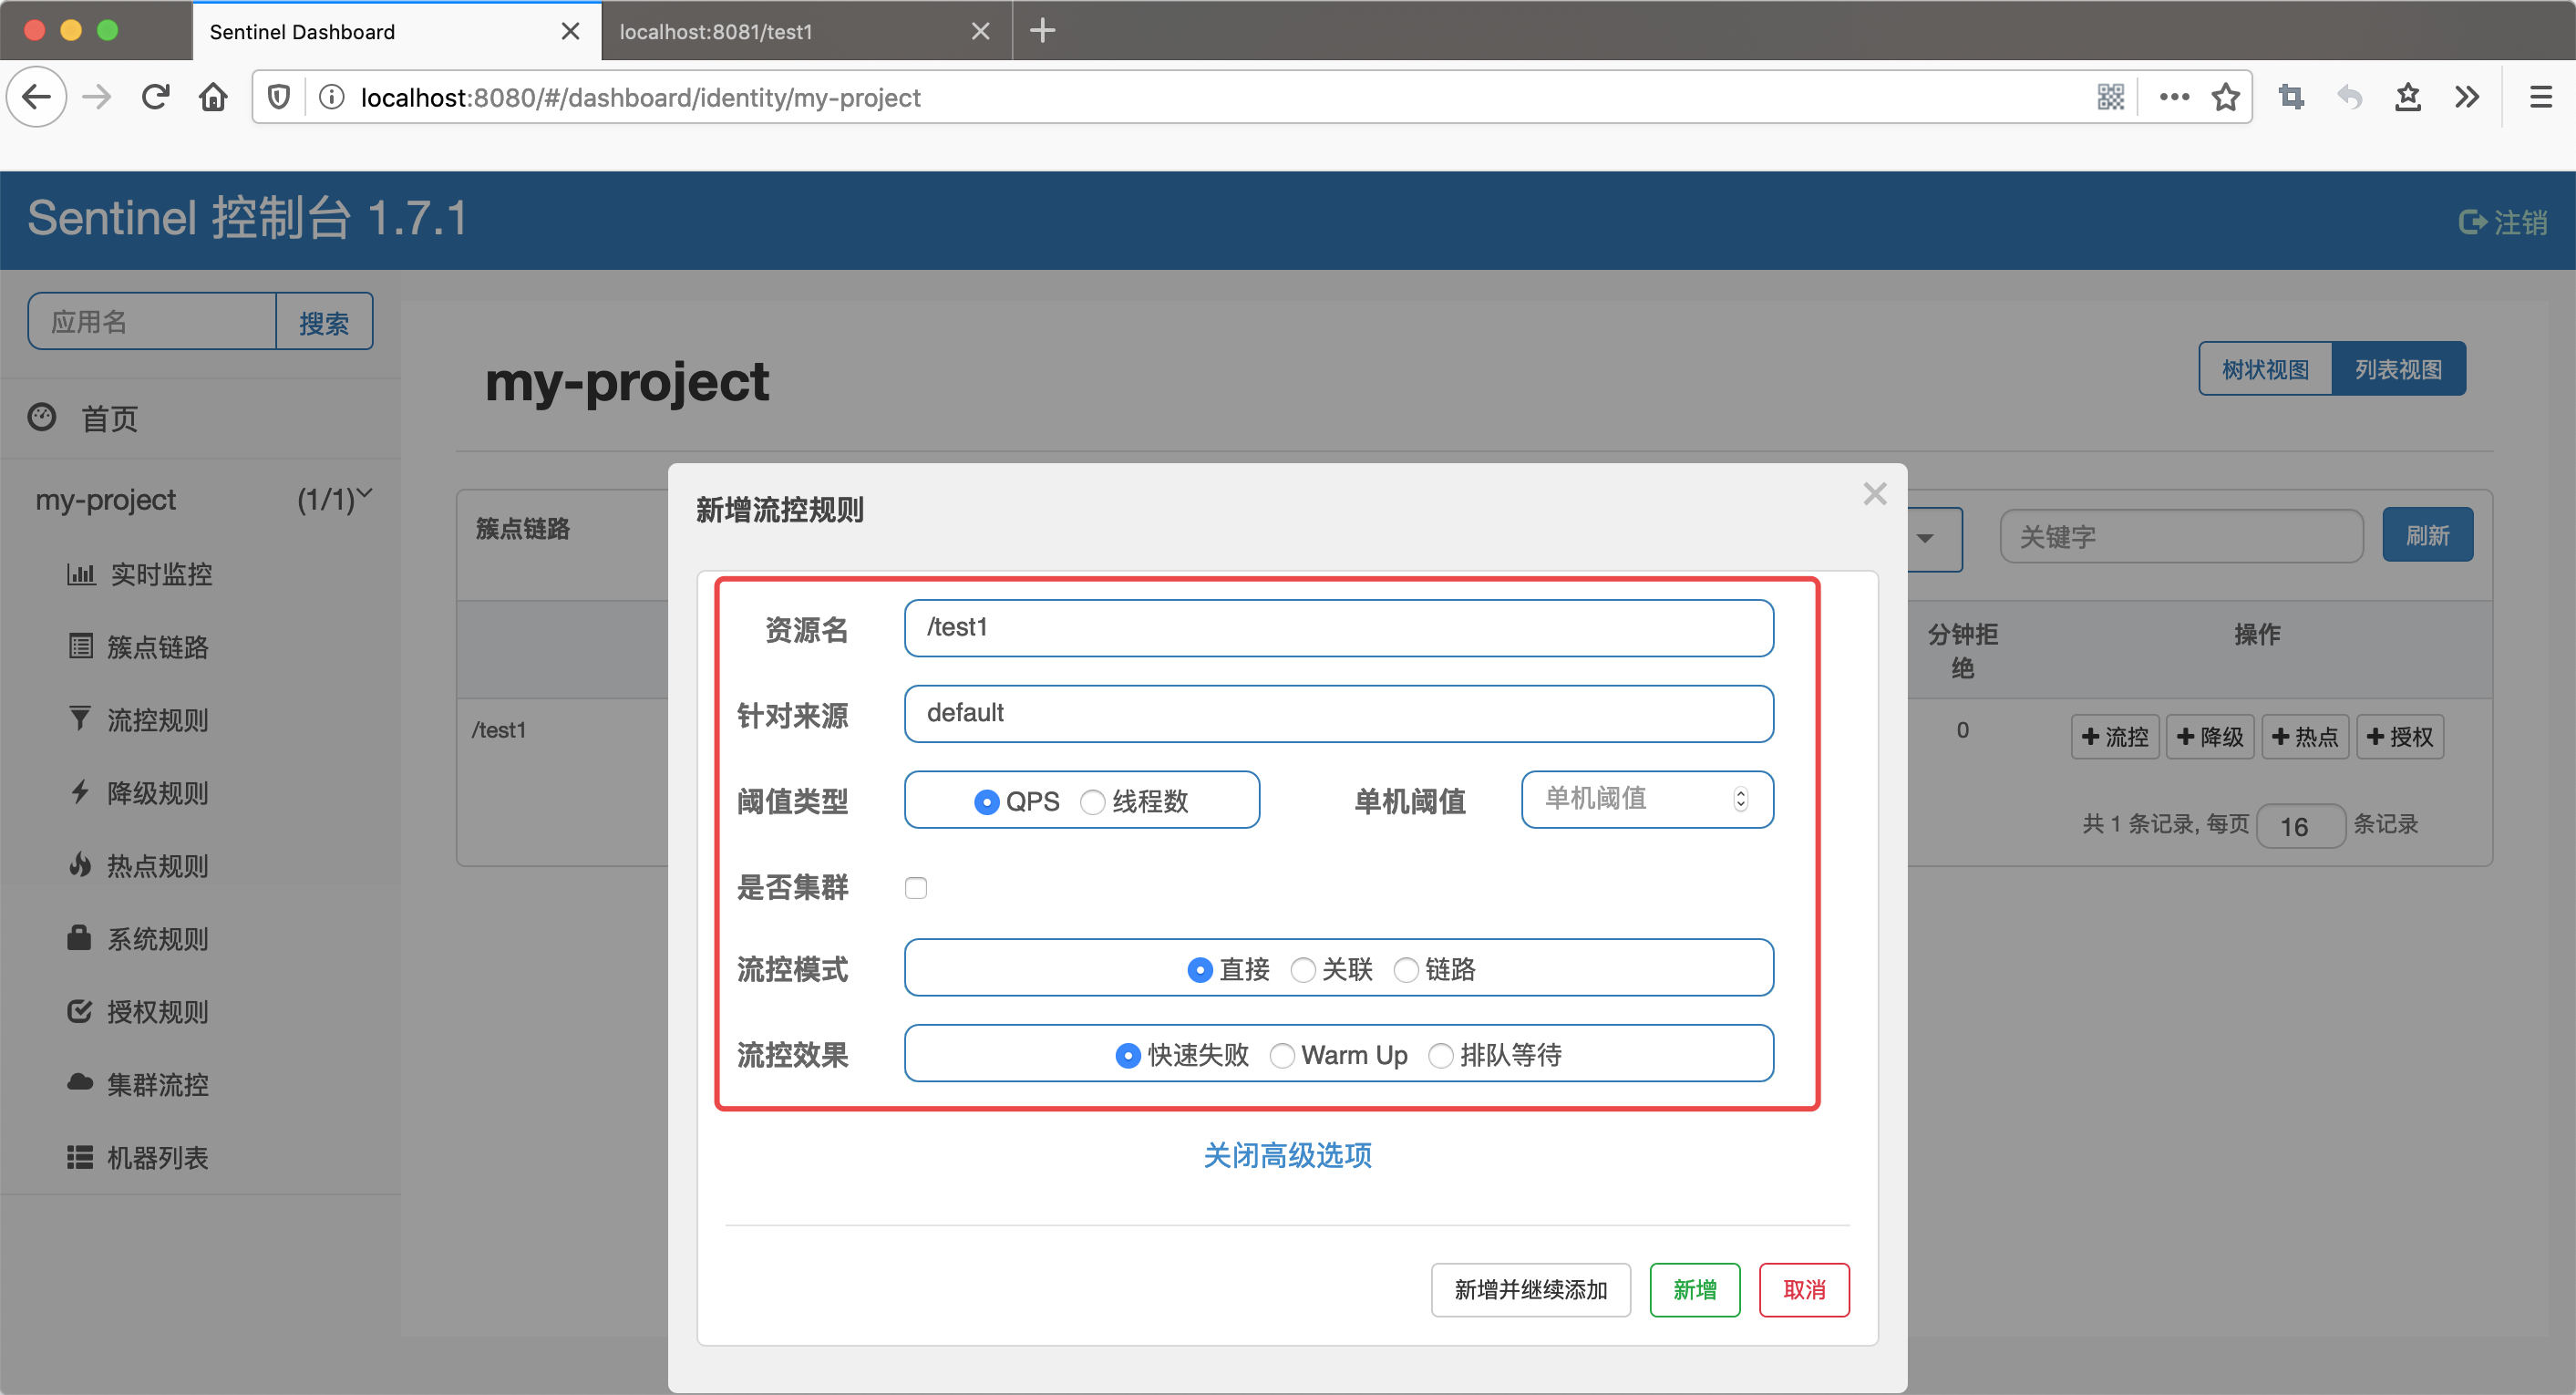 Sentinel Dashboard
localhost:8081/test1
localhost:8080/#/dashboard/identity/my-project
Sentinel 控制台 1.7.1
注销
应用名
搜索
首页
my-project (1/1)
实时监控
簇点链路
流控规则
降级规则
热点规则
系统规则
授权规则
集群流控
机器列表
my-project
树状视图
列表视图
簇点链路
关键字
刷新
分钟拒
绝
操作
/test1
0
流控
降级
热点
授权
共 1 条记录, 每页 16 条记录
新增流控规则
资源名 /test1
针对来源 default
阈值类型 QPS 线程数 单机阈值 单机阈值
是否集群
流控模式 直接 关联 链路
流控效果 快速失败 Warm Up 排队等待
关闭高级选项
新增并继续添加 新增 取消